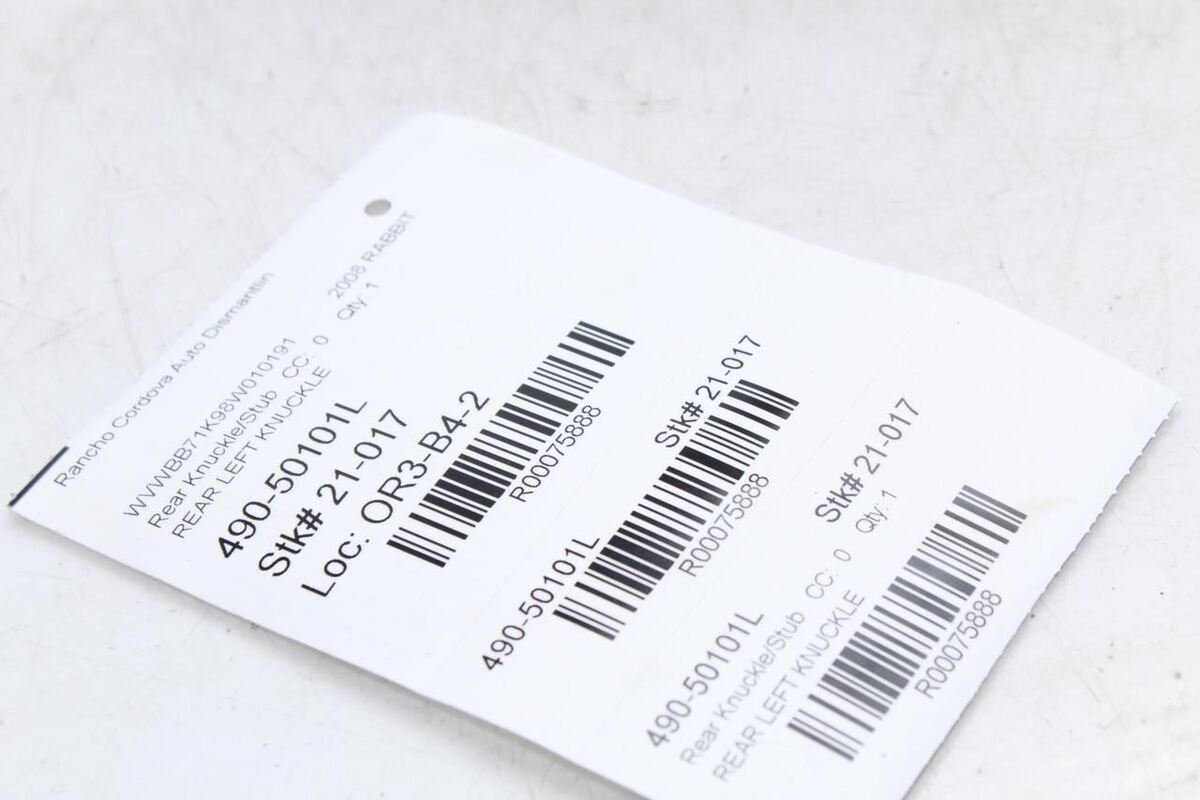 Rancho Cordova Auto Dismantlin
WVWBB71K98W010191 2008 RABBIT
Rear Knuckle/Stub CC: 0 Qty: 1
REAR LEFT KNUCKLE
490-50101L
Stk# 21-017
Loc: OR3-B4-2
R00075888
490-50101L Stk# 21-017
R00075888
490-50101L Stk# 21-017
Rear Knuckle/Stub CC: 0 Qty: 1
REAR LEFT KNUCKLE
R00075888